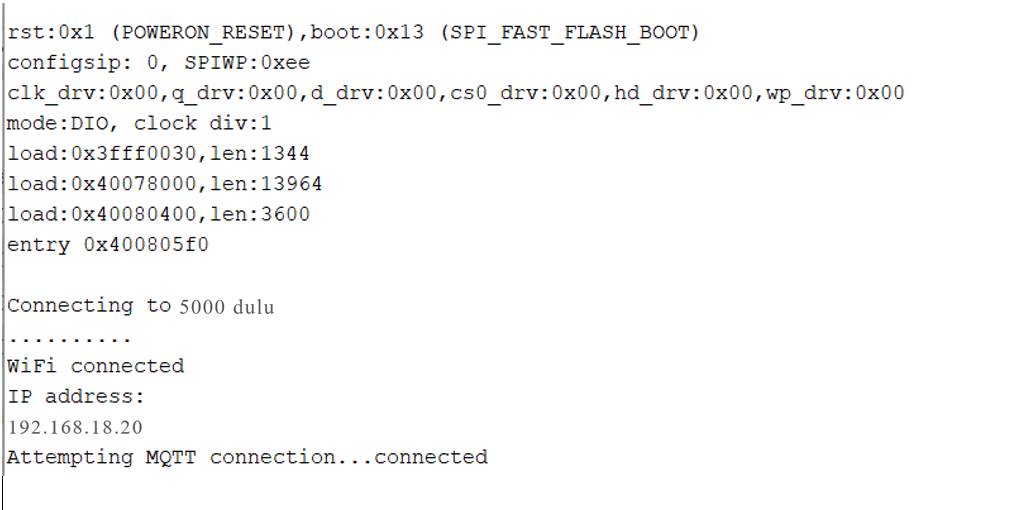 rst:0x1 (POWERON_RESET),boot:0x13 (SPI_FAST_FLASH_BOOT)
configsip: 0, SPIWP:0xee
clk_drv:0x00,q_drv:0x00,d_drv:0x00,cs0_drv:0x00,hd_drv:0x00,wp_drv:0x00
mode:DIO, clock div:1
load:0x3fff0030,len:1344
load:0x40078000,len:13964
load:0x40080400,len:3600
entry 0x400805f0
Connecting to 5000 dulu
..........
WiFi connected
IP address:
192.168.18.20
Attempting MQTT connection...connected